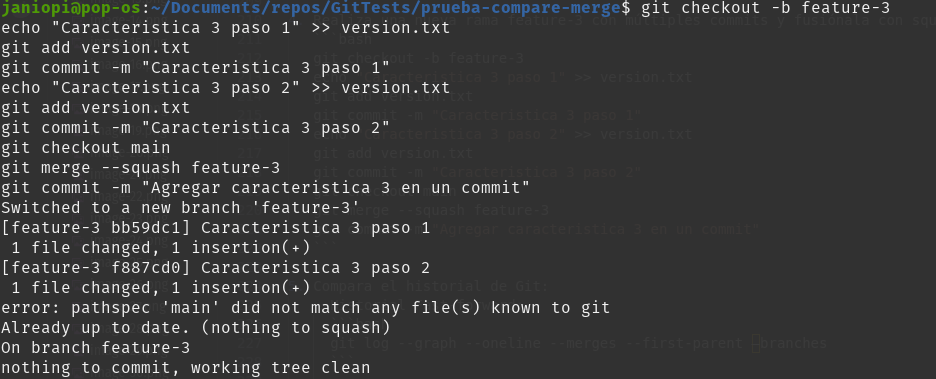 janiopi@pop-os:~/Documents/repos/GitTests/prueba-compare-merge$ git checkout -b feature-3
echo "Caracteristica 3 paso 1" >> version.txt
git add version.txt
git commit -m "Caracteristica 3 paso 1"
echo "Caracteristica 3 paso 2" >> version.txt
git add version.txt
git commit -m "Caracteristica 3 paso 2"
git checkout main
git merge --squash feature-3
git commit -m "Agregar caracteristica 3 en un commit"
Switched to a new branch 'feature-3'
[feature-3 bb59dc1] Caracteristica 3 paso 1
 1 file changed, 1 insertion(+)
[feature-3 f887cd0] Caracteristica 3 paso 2
 1 file changed, 1 insertion(+)
error: pathspec 'main' did not match any file(s) known to git
Already up to date. (nothing to squash)
On branch feature-3
nothing to commit, working tree clean